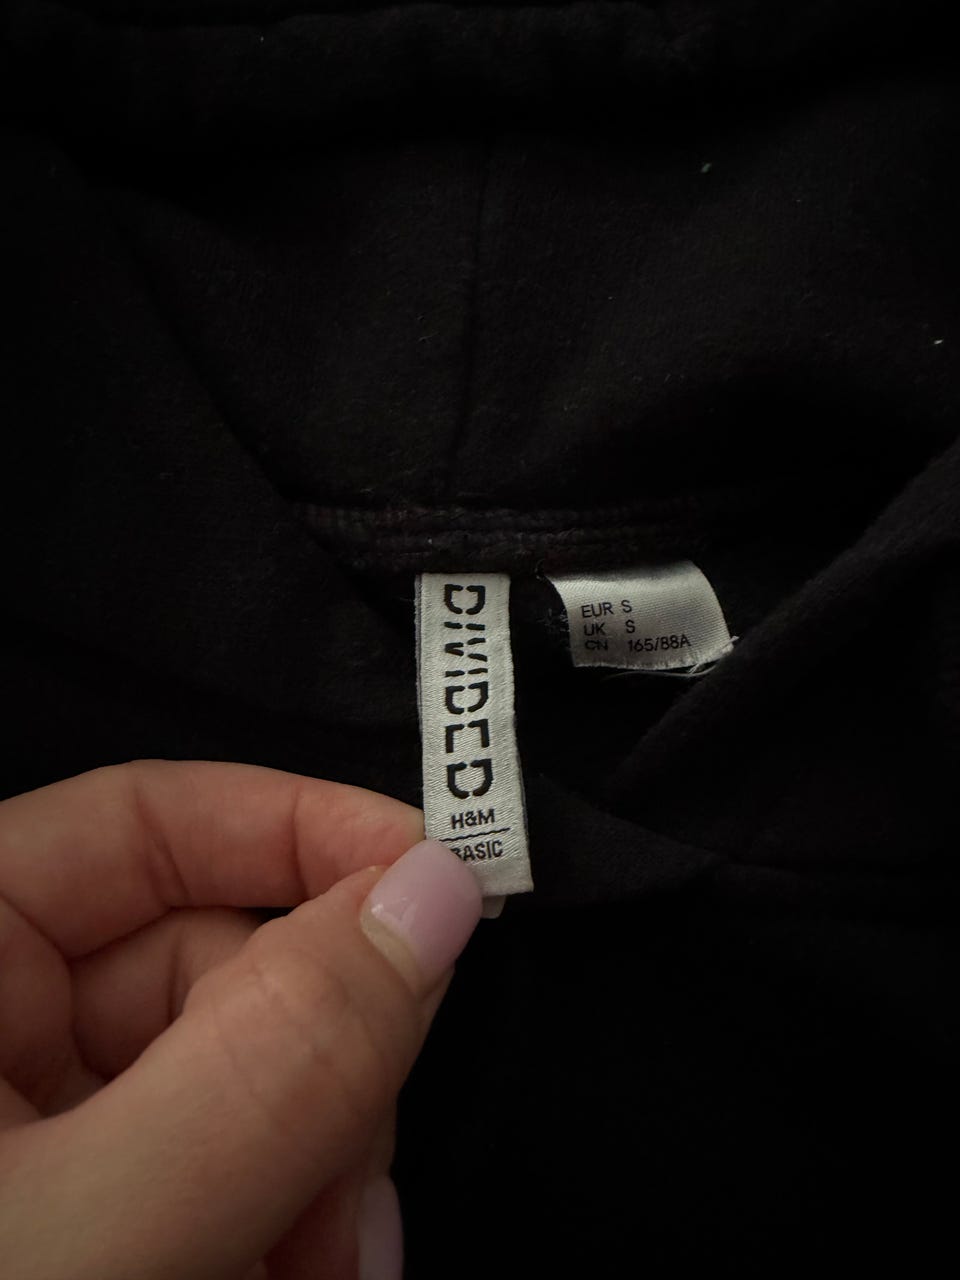 DIVIDED
H&M
BASIC
EUR S
UK S
CN 165/88A